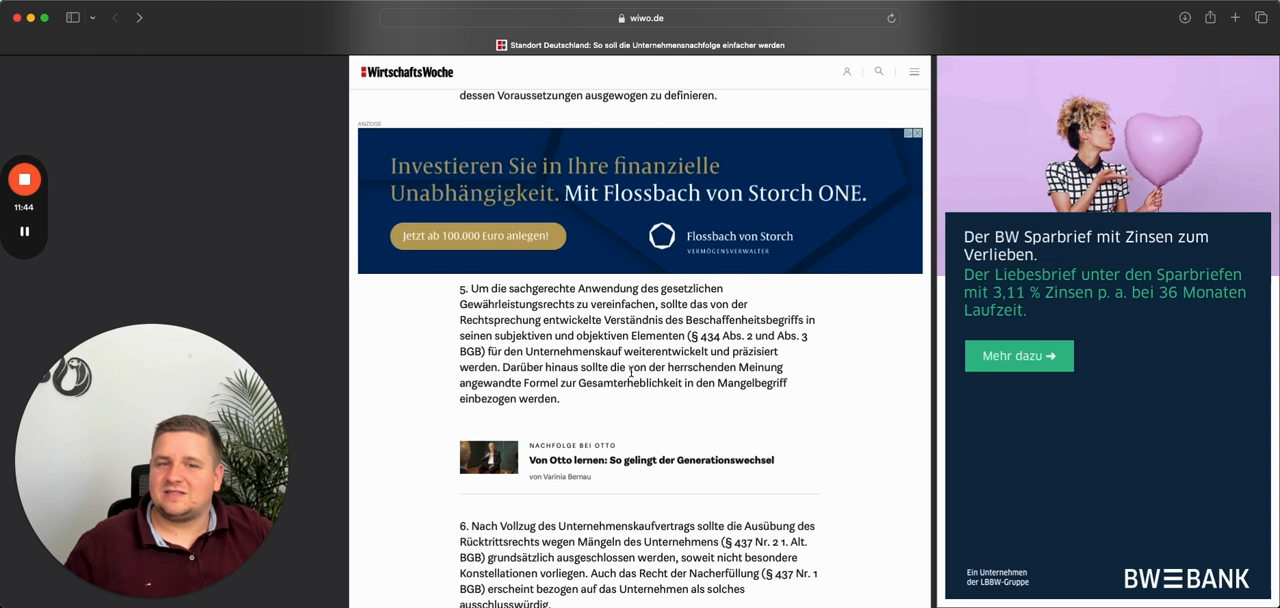 wiwo.de
Standort Deutschland: So soll die Unternehmensnachfolge einfacher werden
WirtschaftsWoche
dessen Voraussetzungen ausgewogen zu definieren.
ANZEIGE
Investieren Sie in Ihre finanzielle
Unabhängigkeit. Mit Flossbach von Storch ONE.
Jetzt ab 100.000 Euro anlegen!
Flossbach von Storch
VERMÖGENSVERWALTER
5. Um die sachgerechte Anwendung des gesetzlichen
Gewährleistungsrechts zu vereinfachen, sollte das von der
Rechtsprechung entwickelte Verständnis des Beschaffenheitsbegriffs in
seinen subjektiven und objektiven Elementen (§ 434 Abs. 2 und Abs. 3
BGB) für den Unternehmenskauf weiterentwickelt und präzisiert
werden. Darüber hinaus sollte die von der herrschenden Meinung
angewandte Formel zur Gesamterheblichkeit in den Mangelbegriff
einbezogen werden.
NACHFOLGE BEI OTTO
Von Otto lernen: So gelingt der Generationswechsel
von Varinia Bernau
6. Nach Vollzug des Unternehmenskaufvertrags sollte die Ausübung des
Rücktrittsrechts wegen Mängeln des Unternehmens (§ 437 Nr. 2 1. Alt.
BGB) grundsätzlich ausgeschlossen werden, soweit nicht besondere
Konstellationen vorliegen. Auch das Recht der Nacherfüllung (§ 437 Nr. 1
BGB) erscheint bezogen auf das Unternehmen als solches
ausschlusswürdig.
Der BW Sparbrief mit Zinsen zum
Verlieben.
Der Liebesbrief unter den Sparbriefen
mit 3,11 % Zinsen p. a. bei 36 Monaten
Laufzeit.
Mehr dazu ➔
Ein Unternehmen
der LBBW-Gruppe
BW BANK
11:44